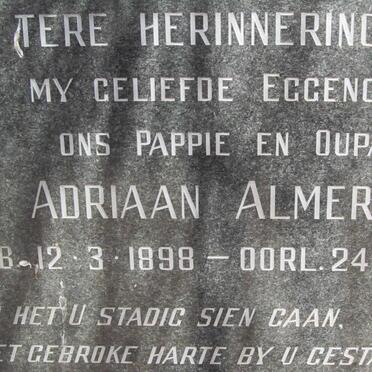 TERE HERINNERING
MY GELIEFDE EGGENO
ONS PAPPIE EN OUPA
ADRIAAN ALMER
B. 12·3·1898 – OORL. 24
HET U STADIG SIEN GAAN,
ET GEBROKE HARTE BY U GESTA